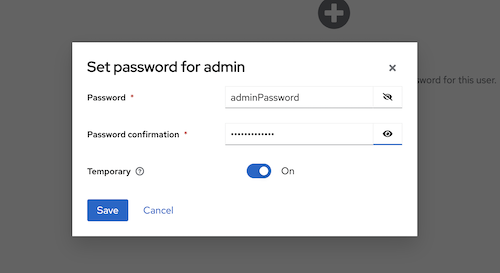 Set password for admin
sword for this user.
Password *
adminPassword
Password confirmation *
•••••••••••••
Temporary
On
Save
Cancel